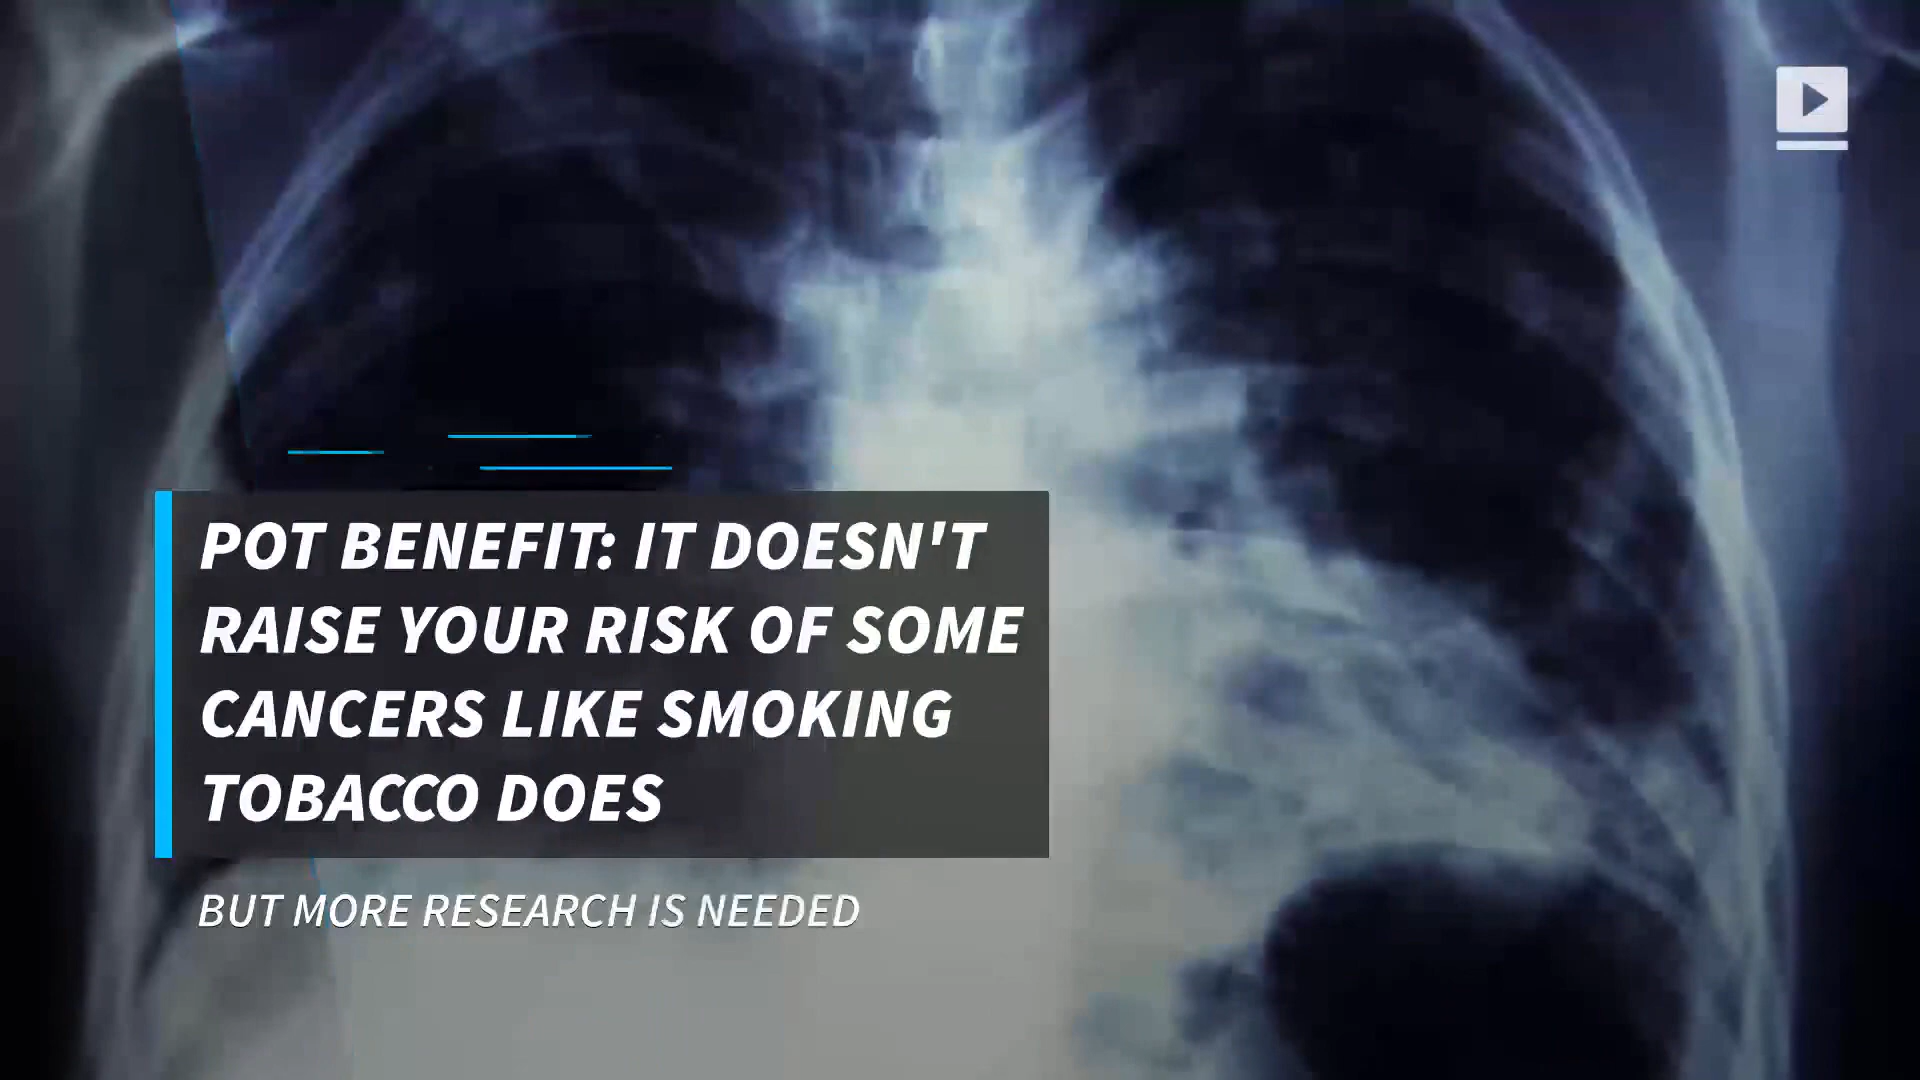 POT BENEFIT: IT DOESN'T
RAISE YOUR RISK OF SOME
CANCERS LIKE SMOKING
TOBACCO DOES
BUT MORE RESEARCH IS NEEDED